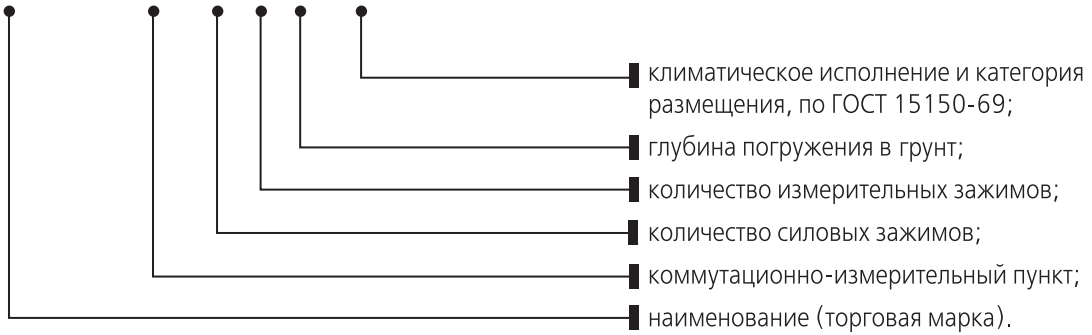 климатическое исполнение и категория
размещения, по ГОСТ 15150-69;
глубина погружения в грунт;
количество измерительных зажимов;
количество силовых зажимов;
коммутационно-измерительный пункт;
наименование (торговая марка).